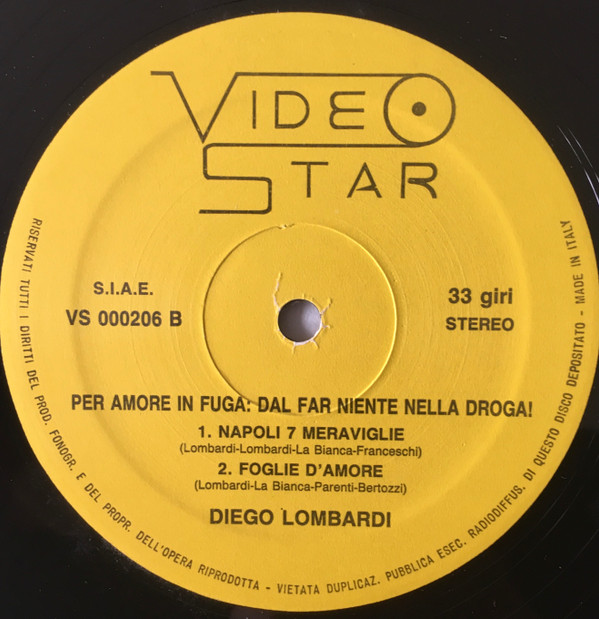 VIDEO
STAR
S.I.A.E.
VS 000206 B
33 giri
STEREO
PER AMORE IN FUGA: DAL FAR NIENTE NELLA DROGA!
1. NAPOLI 7 MERAVIGLIE
(Lombardi-Lombardi-La Bianca-Franceschi)
2. FOGLIE D'AMORE
(Lombardi-La Bianca-Parenti-Bertozzi)
DIEGO LOMBARDI
RISERVATI TUTTI I DIRITTI DEL PROD. FONOGR. E DEL PROPR. DELL'OPERA RIPRODOTTA - VIETATA DUPLICAZ. PUBBLICA ESEC. RADIODIFFUS. DI QUESTO DISCO DEPOSITATO - MADE IN ITALY